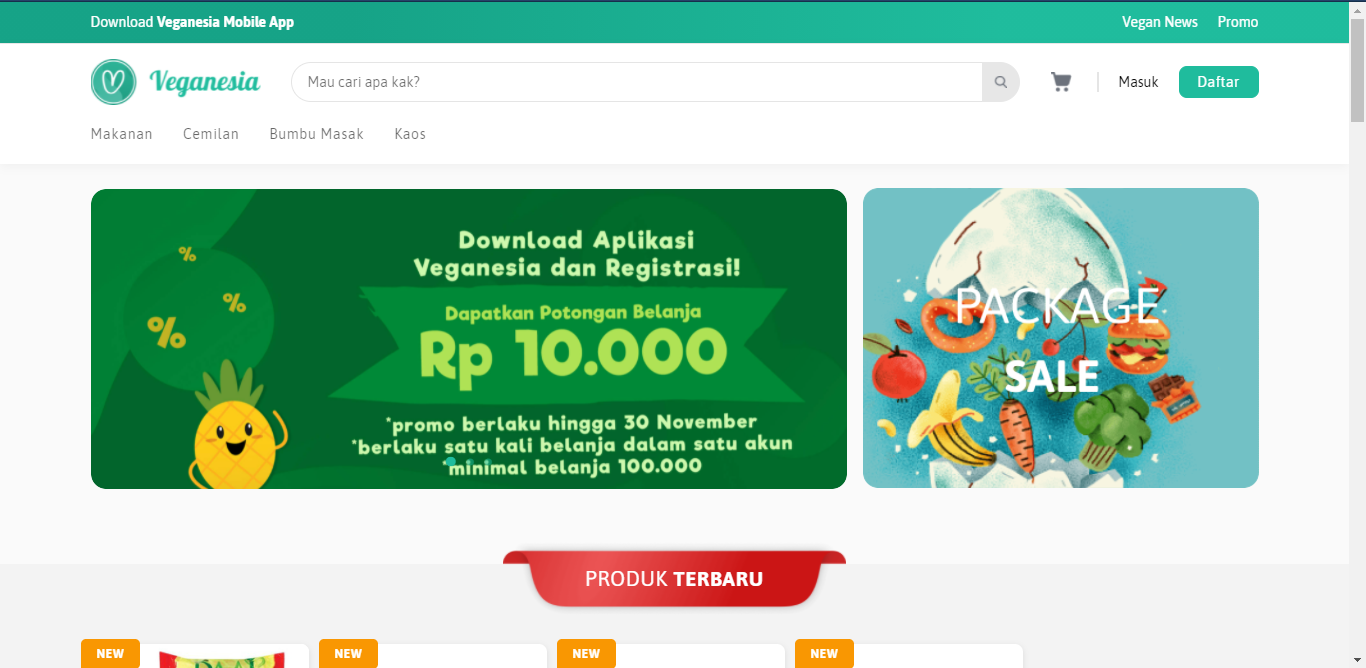 Download Veganesia Mobile App
Vegan News
Promo
Veganesia
Mau cari apa kak?
Masuk
Daftar
Makanan
Cemilan
Bumbu Masak
Kaos
%
%
%
Download Aplikasi
Veganesia dan Registrasi!
Dapatkan Potongan Belanja
Rp 10.000
*promo berlaku hingga 30 November
*berlaku satu kali belanja dalam satu akun
*minimal belanja 100.000
PACKAGE
SALE
PRODUK TERBARU
NEW
NEW
NEW
NEW